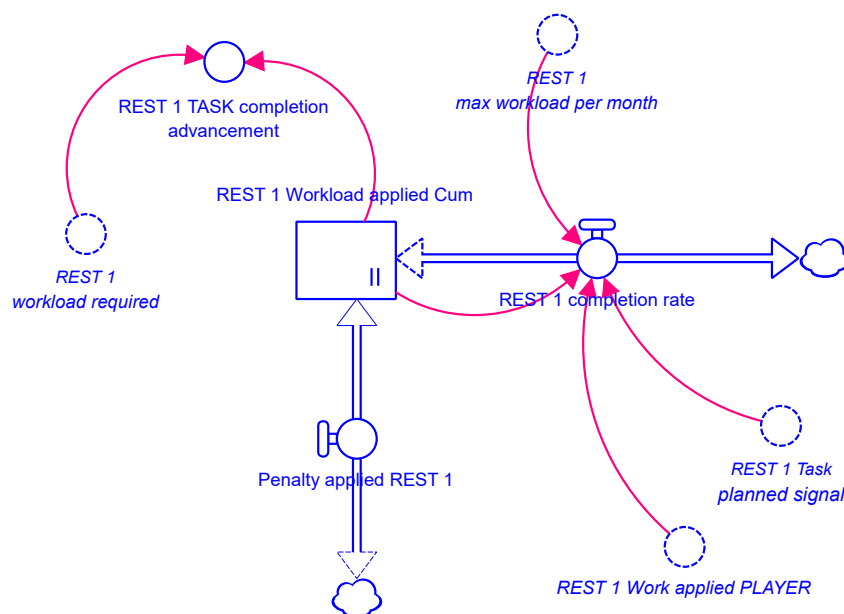 REST 1
max workload per month
REST 1 TASK completion
advancement
REST 1 Workload applied Cum
REST 1
workload required
REST 1 completion rate
REST 1 Task
planned signal
Penalty applied REST 1
REST 1 Work applied PLAYER